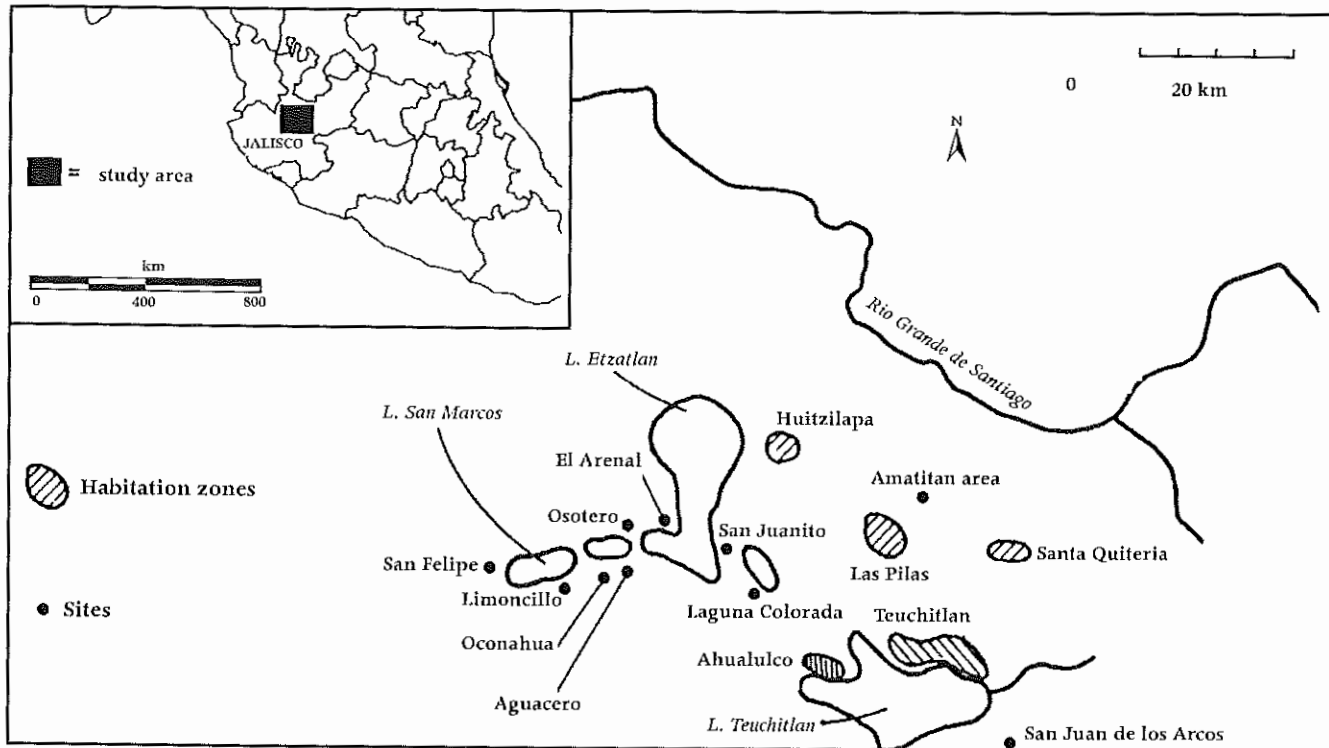 JALISCO
= study area
km
0 400 800
0 20 km
N
Rio Grande de Santiago
L. Etzatlan
L. San Marcos
Huitzilapa
El Arenal
Amatitan area
Habitation zones
Osotero
San Juanito
San Felipe
Las Pilas
Santa Quiteria
Limoncillo
Sites
Laguna Colorada
Teuchitlan
Oconahua
Ahualulco
Aguacero
L. Teuchitlan
San Juan de los Arcos